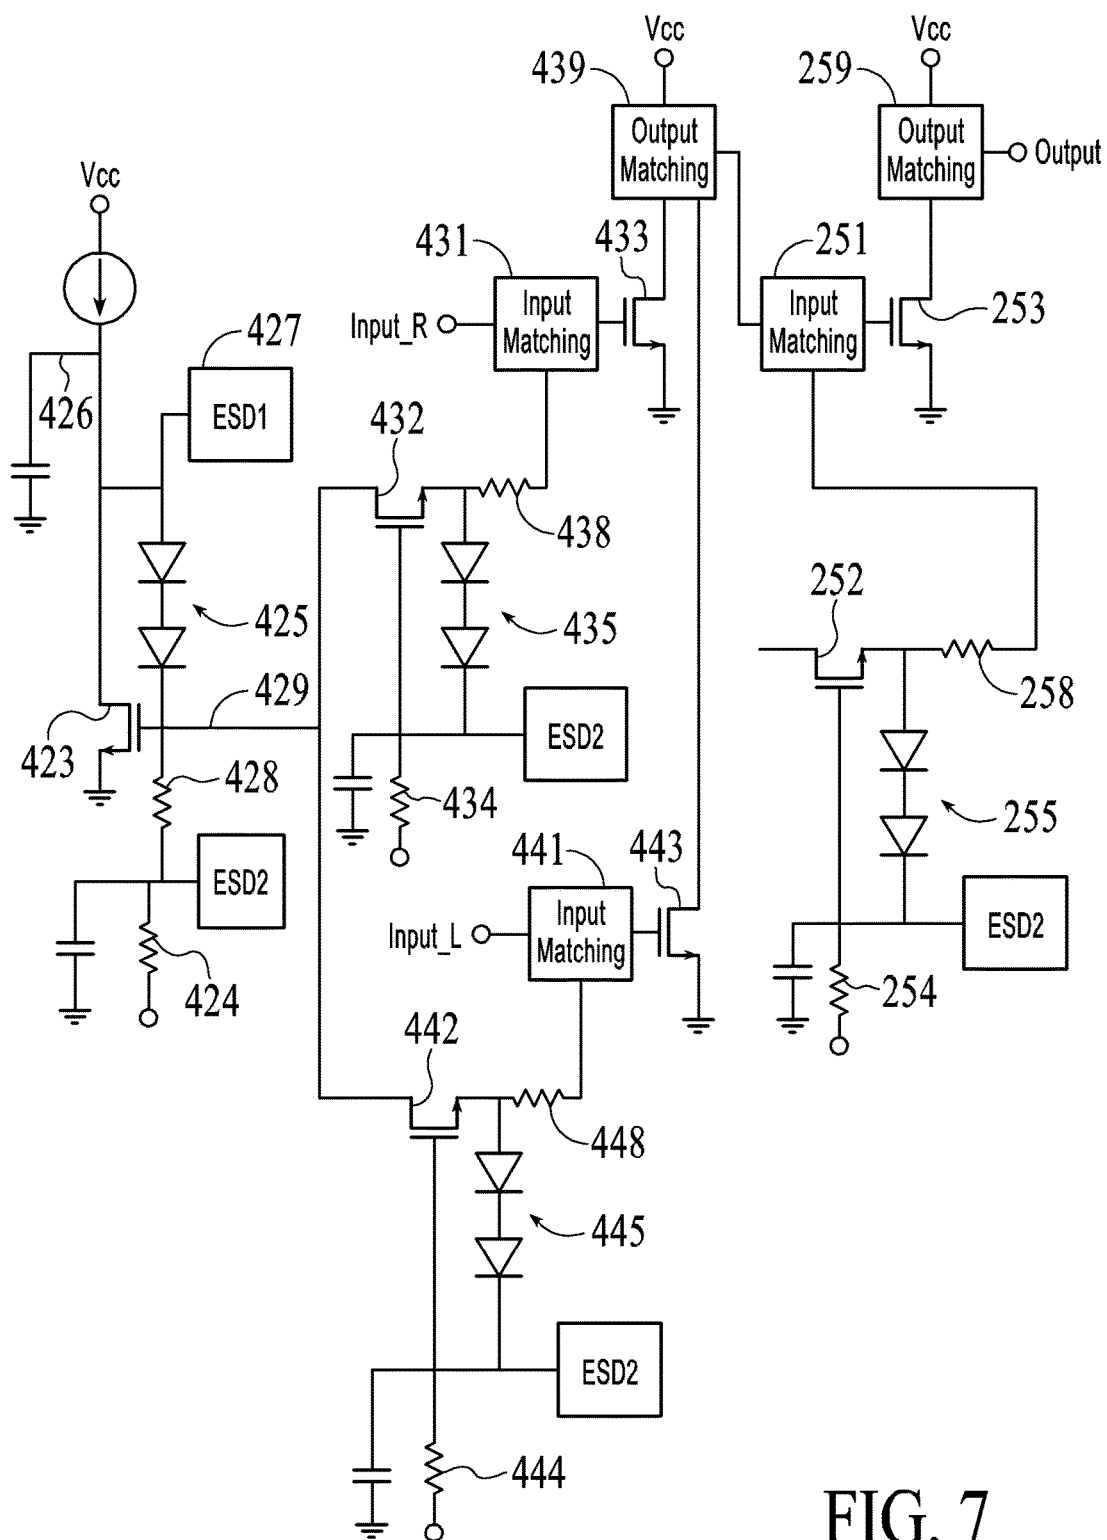 Vcc
Vcc
439
259
Output
Matching
Output
Matching
Output
Vcc
431
433
251
Input
Matching
Input
Matching
253
Input_R
427
ESD1
426
432
438
425
435
252
429
258
423
428
ESD2
434
255
441
443
ESD2
Input
Matching
Input_L
ESD2
424
254
442
448
445
ESD2
444
FIG. 7